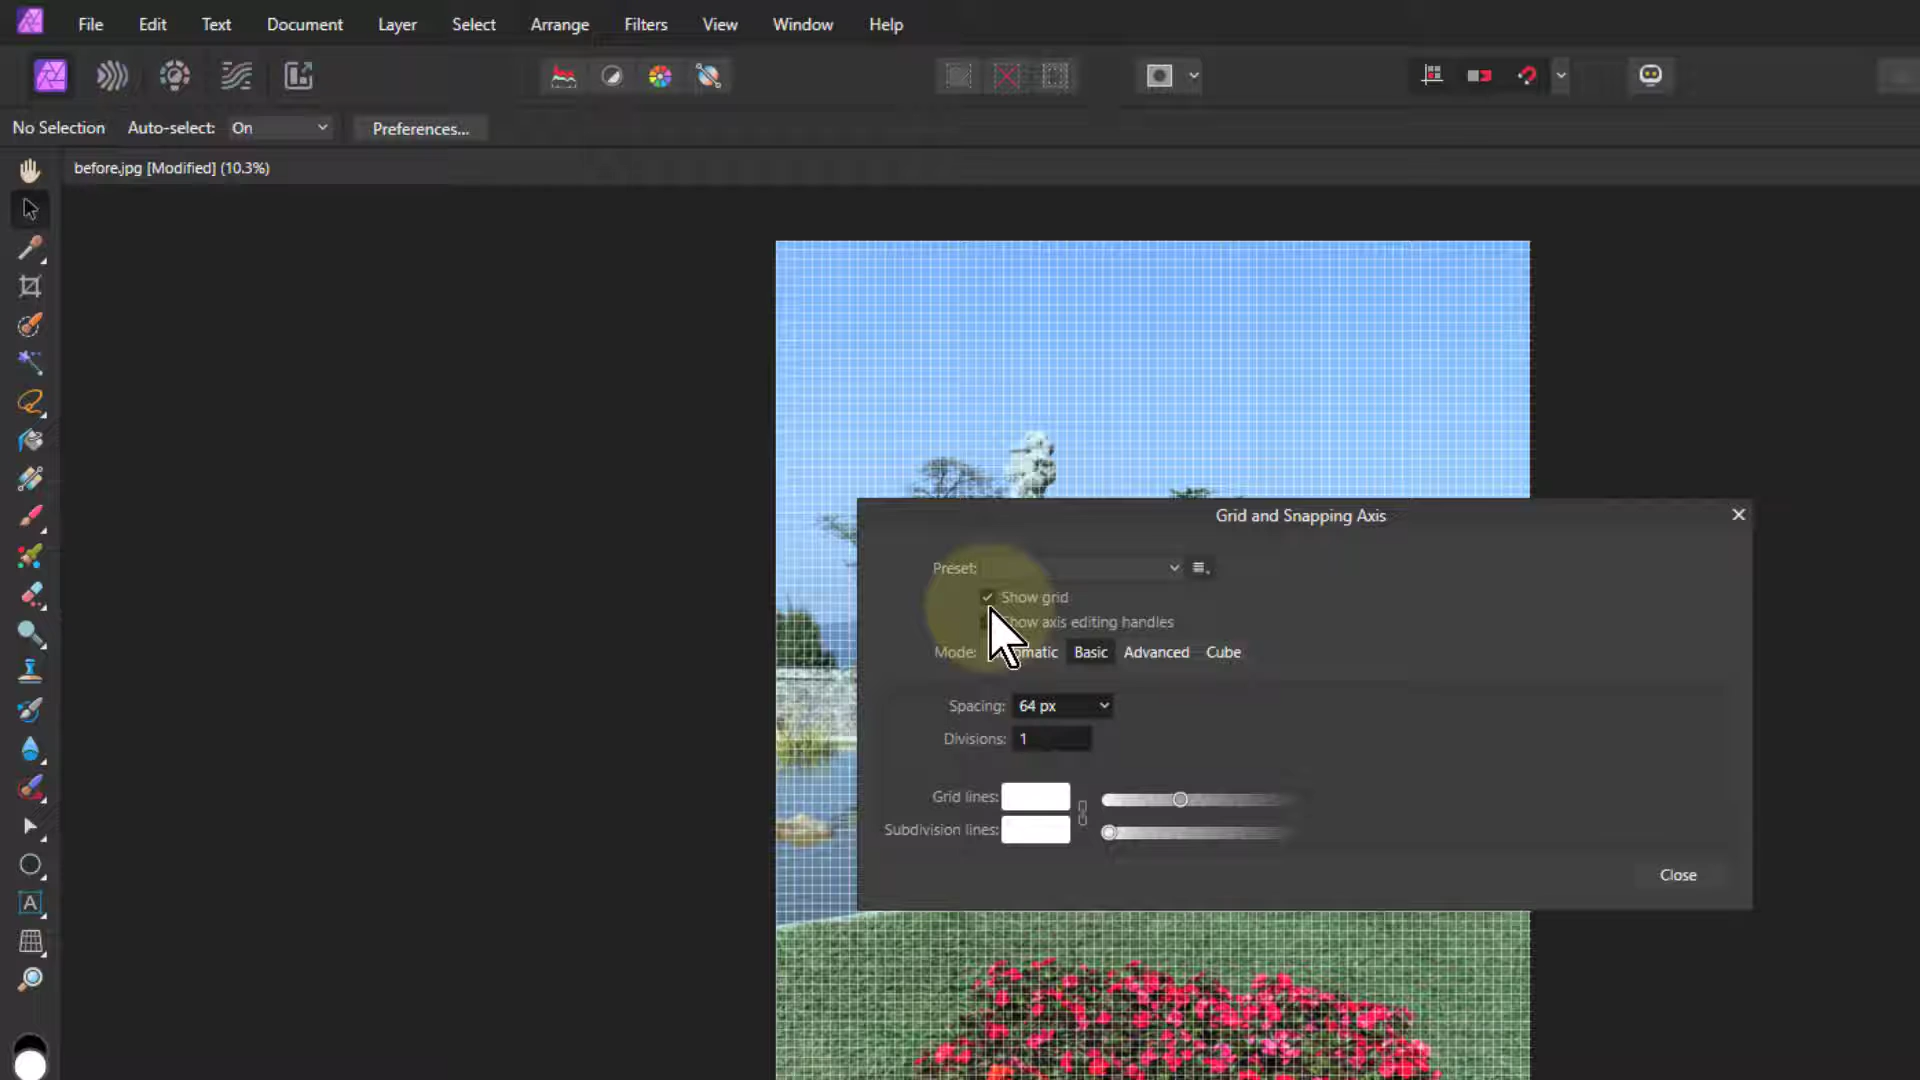 File Edit Text Document Layer Select Arrange Filters View Window Help
No Selection Auto-select: On Preferences...
before.jpg [Modified] (10.3%)
Grid and Snapping Axis
Preset:
Show grid
Show axis editing handles
Mode: Basic Advanced Cube
Spacing: 64 px
Divisions: 1
Grid lines:
Subdivision lines:
Close